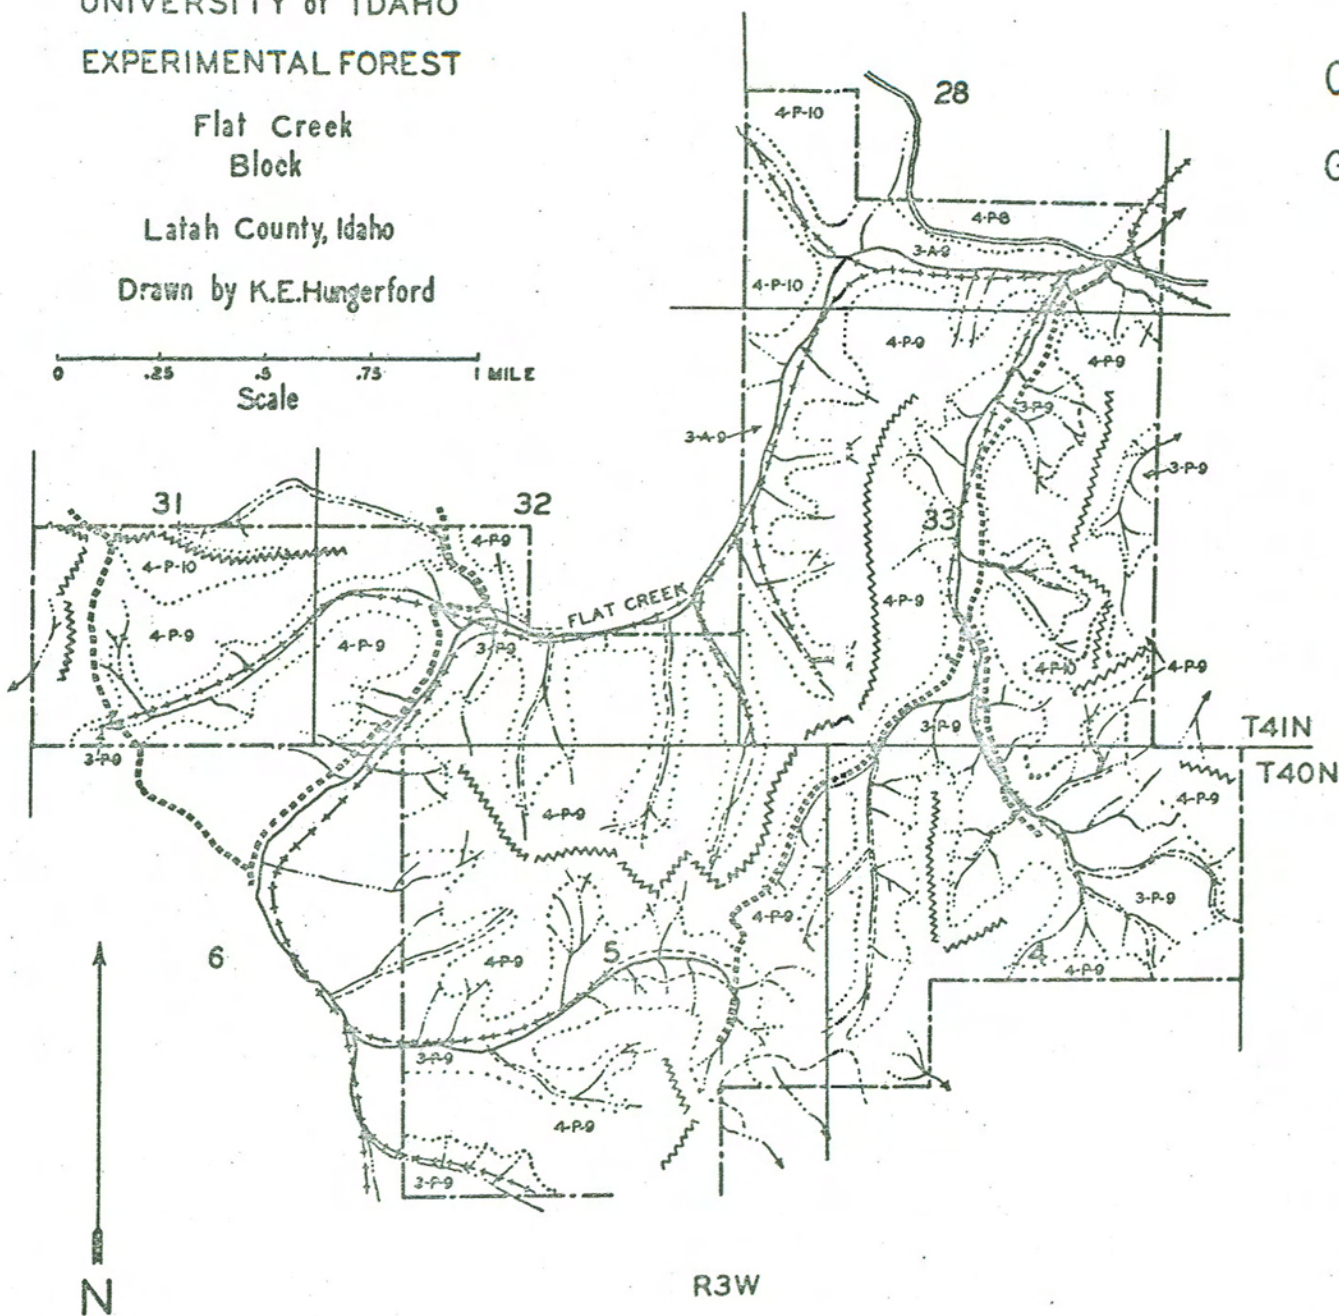 UNIVERSITY of IDAHO
EXPERIMENTAL FOREST
Flat Creek
Block
Latah County, Idaho
Drawn by K.E.Hungerford
0 .25 .5 .75 1 MILE
Scale
28
4-P-10
4-P-8
3-A-9
4-P-10
4-P-9
4-P-9
3-P-9
3-A-9
3-P-9
31
32
33
4-P-9
4-P-10
FLAT CREEK
4-P-9
4-P-9
4-P-9
3-P-9
4-P-10
4-P-9
3-P-9
T41N
3-P-9
T40N
4-P-9
4-P-9
3-P-9
4-P-9
6
4-P-9
5
4
4-P-9
3-P-9
4-P-9
3-P-9
N
R3W